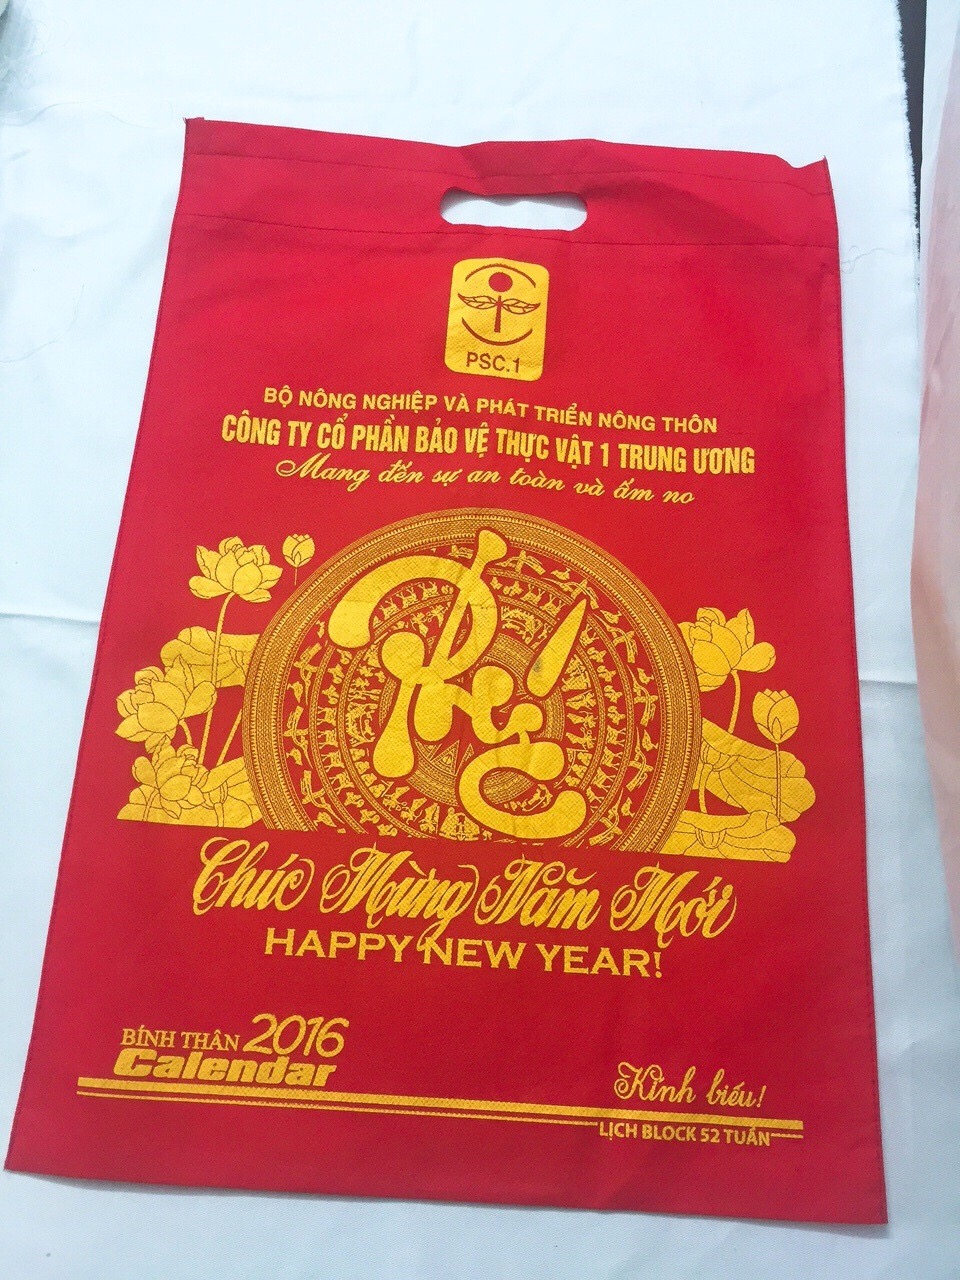 PSC.1
BỘ NÔNG NGHIỆP VÀ PHÁT TRIỂN NÔNG THÔN
CÔNG TY CỔ PHẦN BẢO VỆ THỰC VẬT 1 TRUNG ƯƠNG
Mang đến sự an toàn và ấm no
Phúc
Chúc Mừng Năm Mới
HAPPY NEW YEAR!
BÍNH THÂN 2016
Calendar
Kính biếu!
LỊCH BLOCK 52 TUẦN